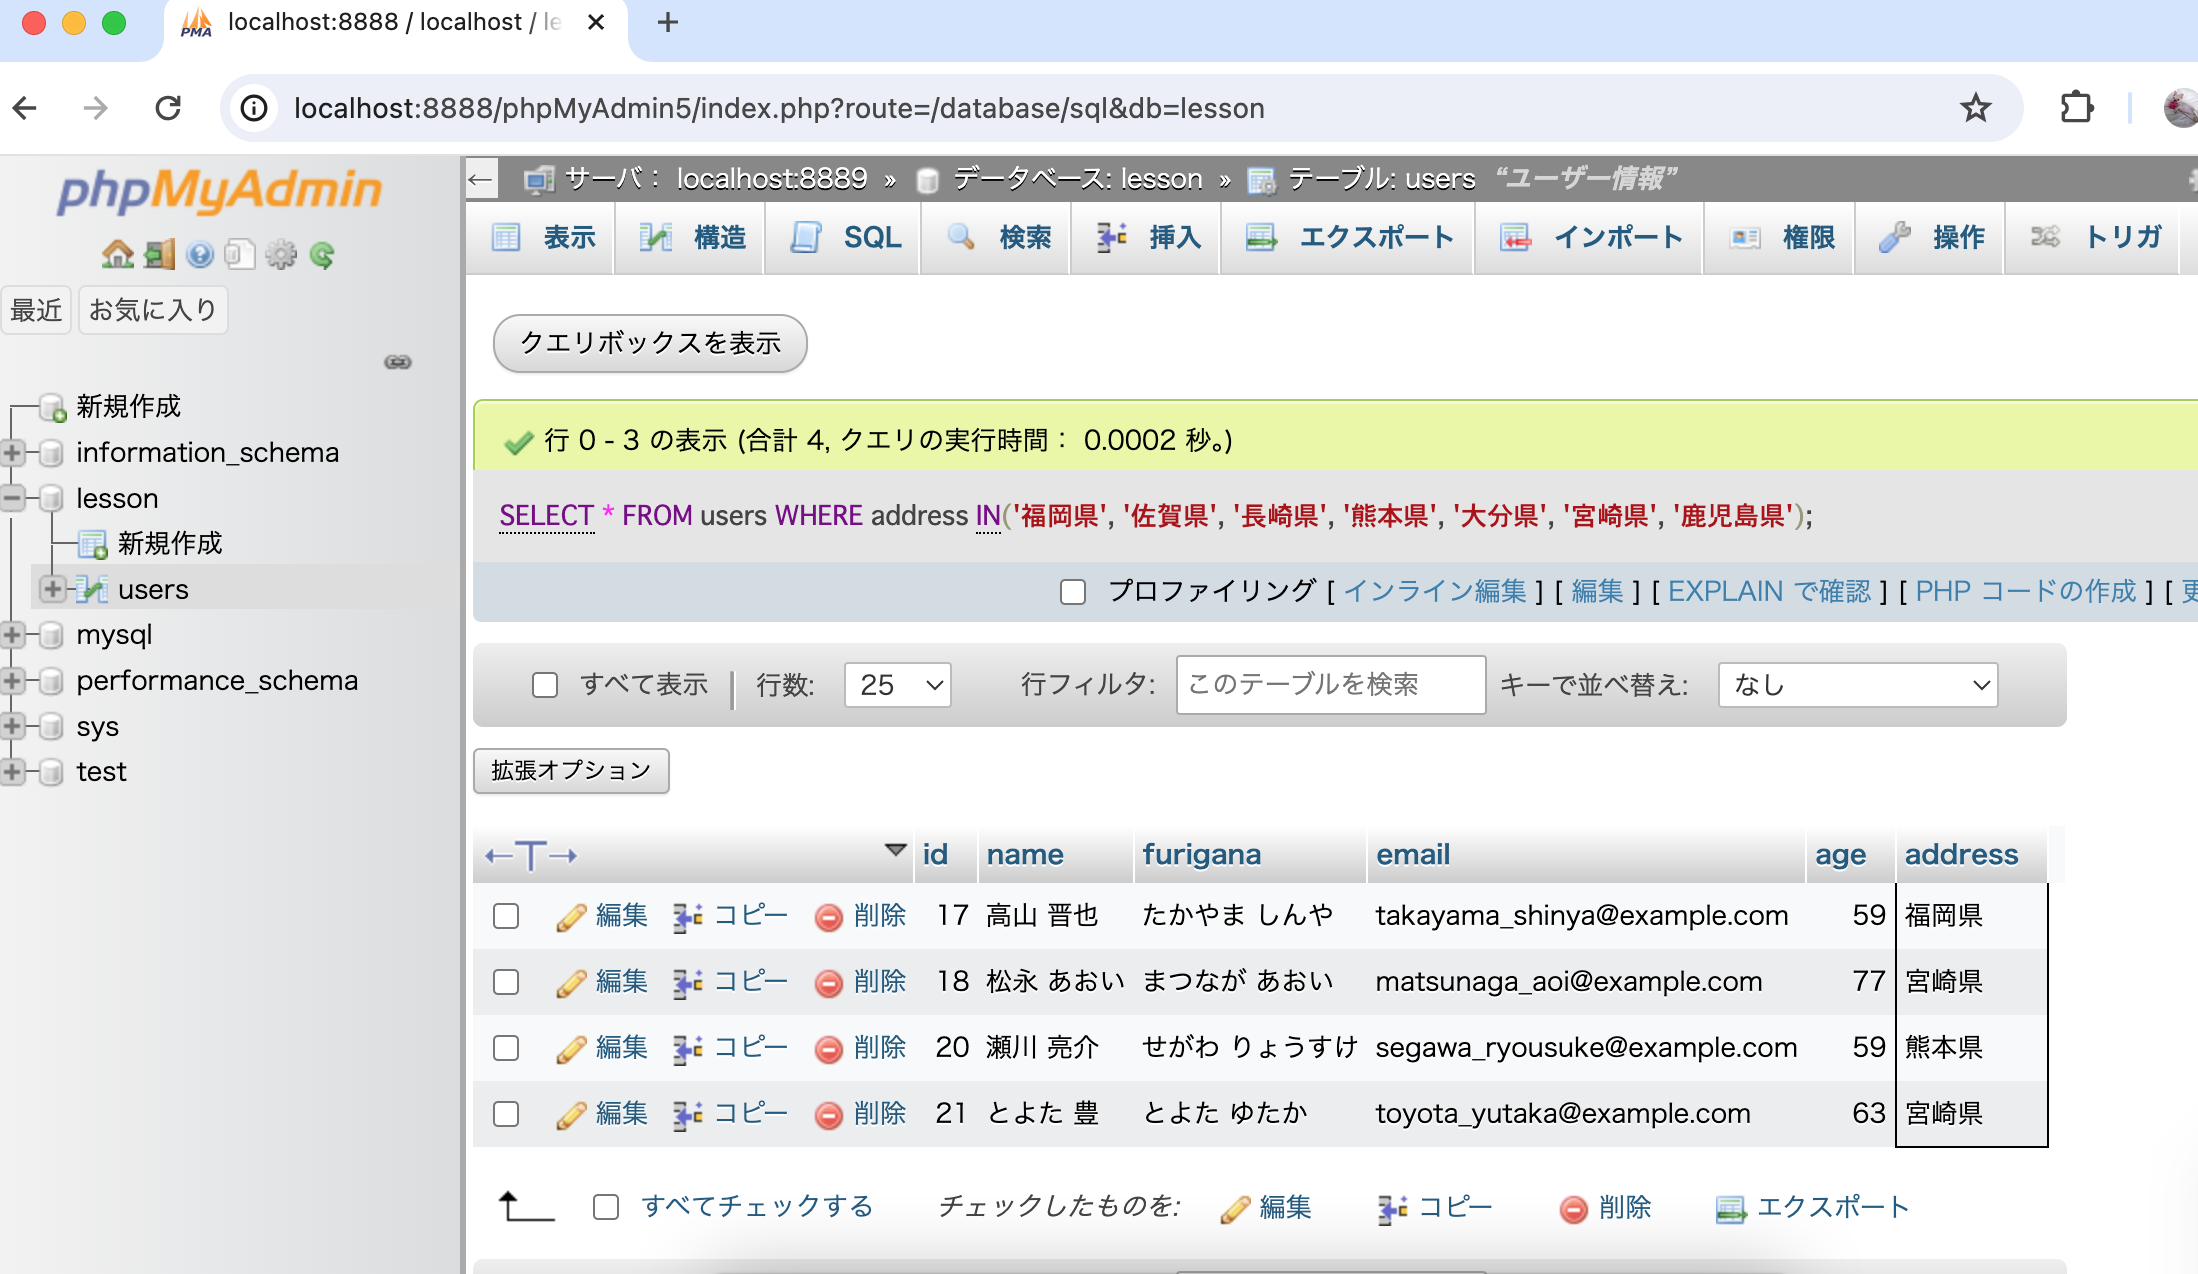 PMA localhost:8888 / localhost / le
localhost:8888/phpMyAdmin5/index.php?route=/database/sql&db=lesson
phpMyAdmin
最近 お気に入り
新規作成
information_schema
lesson
新規作成
users
mysql
performance_schema
sys
test
サーバ： localhost:8889 » データベース: lesson » テーブル: users “ユーザー情報”
表示 構造 SQL 検索 挿入 エクスポート インポート 権限 操作 トリガ
クエリボックスを表示
行 0 - 3 の表示 (合計 4, クエリの実行時間： 0.0002 秒。)
SELECT * FROM users WHERE address IN('福岡県', '佐賀県', '長崎県', '熊本県', '大分県', '宮崎県', '鹿児島県');
プロファイリング [ インライン編集 ] [ 編集 ] [ EXPLAIN で確認 ] [ PHP コードの作成 ] [ 更
すべて表示 行数: 25 行フィルタ: このテーブルを検索 キーで並べ替え: なし
拡張オプション
←T→ id name furigana email age address
編集 コピー 削除 17 高山 晋也 たかやま しんや takayama_shinya@example.com 59 福岡県
編集 コピー 削除 18 松永 あおい まつなが あおい matsunaga_aoi@example.com 77 宮崎県
編集 コピー 削除 20 瀬川 亮介 せがわ りょうすけ segawa_ryousuke@example.com 59 熊本県
編集 コピー 削除 21 とよた 豊 とよた ゆたか toyota_yutaka@example.com 63 宮崎県
すべてチェックする チェックしたものを: 編集 コピー 削除 エクスポート